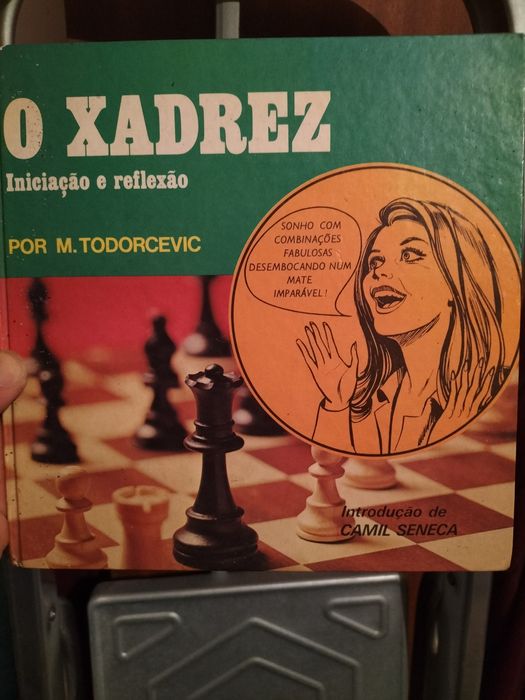 O XADREZ
Iniciação e reflexão
POR M. TODORCEVIC
SONHO COM
COMBINAÇÕES
FABULOSAS
DESEMBOCANDO NUM
MATE
IMPARÁVEL!
Introdução de
CAMIL SENECA